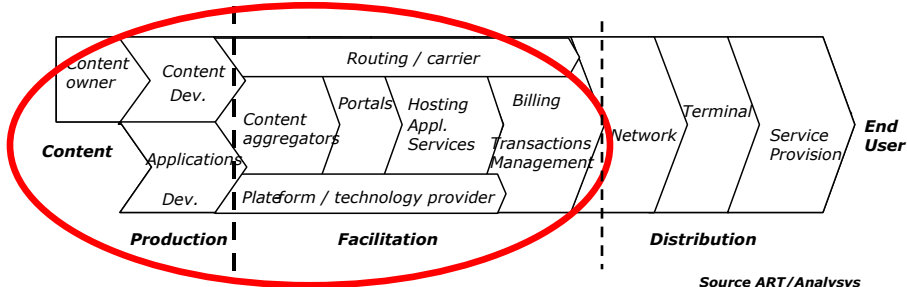 Content
owner
Content
Dev.
Routing / carrier
Content
aggregators
Portals
Hosting
Appl.
Services
Billing
Transactions
Management
Network
Terminal
Service
Provision
End
User
Content
Applications
Dev.
Plateform / technology provider
Production
Facilitation
Distribution
Source ART/Analysys